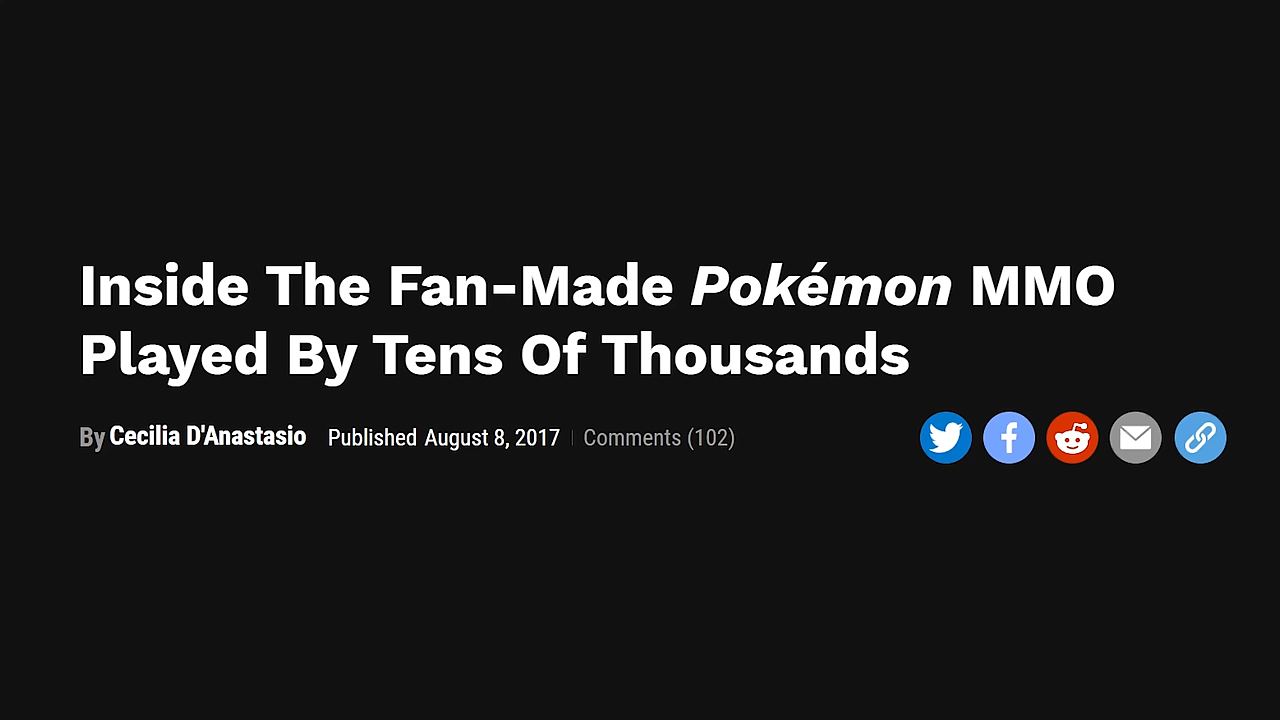 Inside The Fan-Made Pokémon MMO
Played By Tens Of Thousands
By Cecilia D'Anastasio Published August 8, 2017 Comments (102)